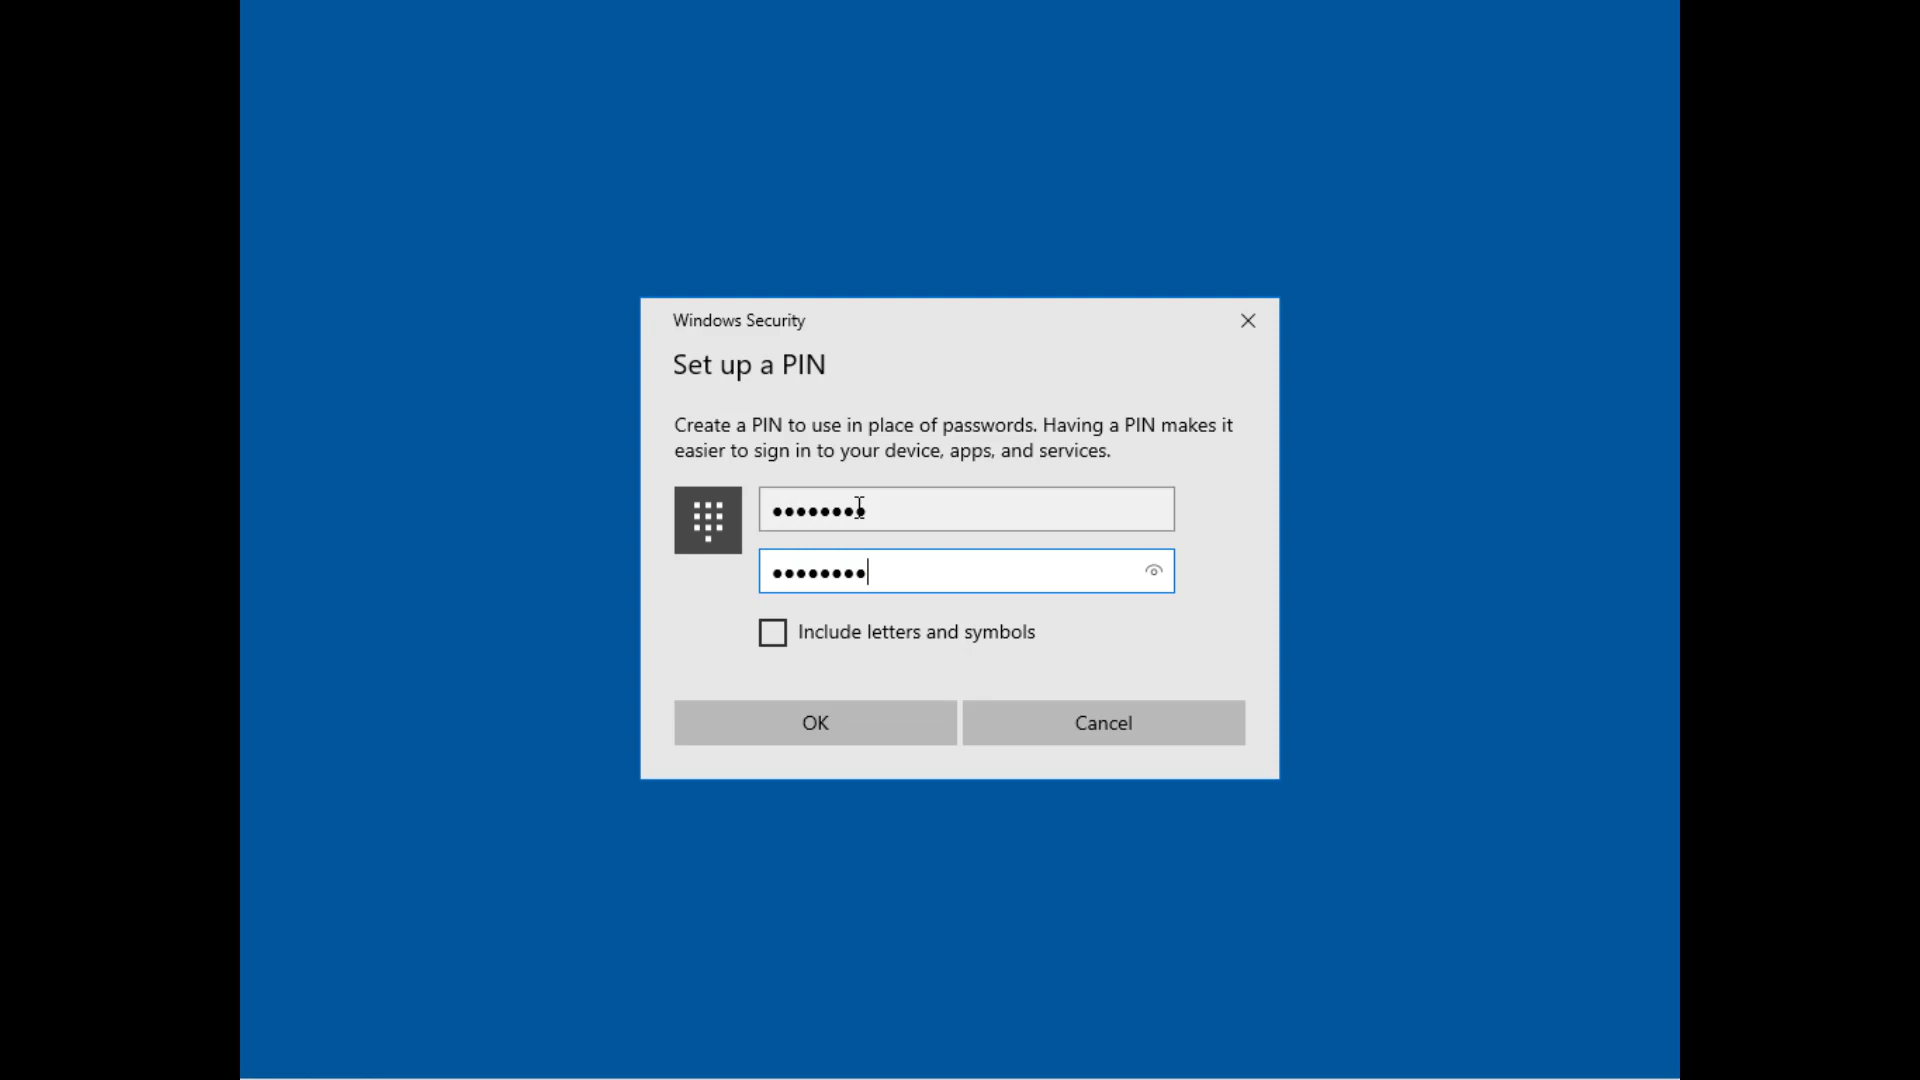 Windows Security
Set up a PIN
Create a PIN to use in place of passwords. Having a PIN makes it
easier to sign in to your device, apps, and services.
●●●●●●●●
●●●●●●●●
Include letters and symbols
OK
Cancel